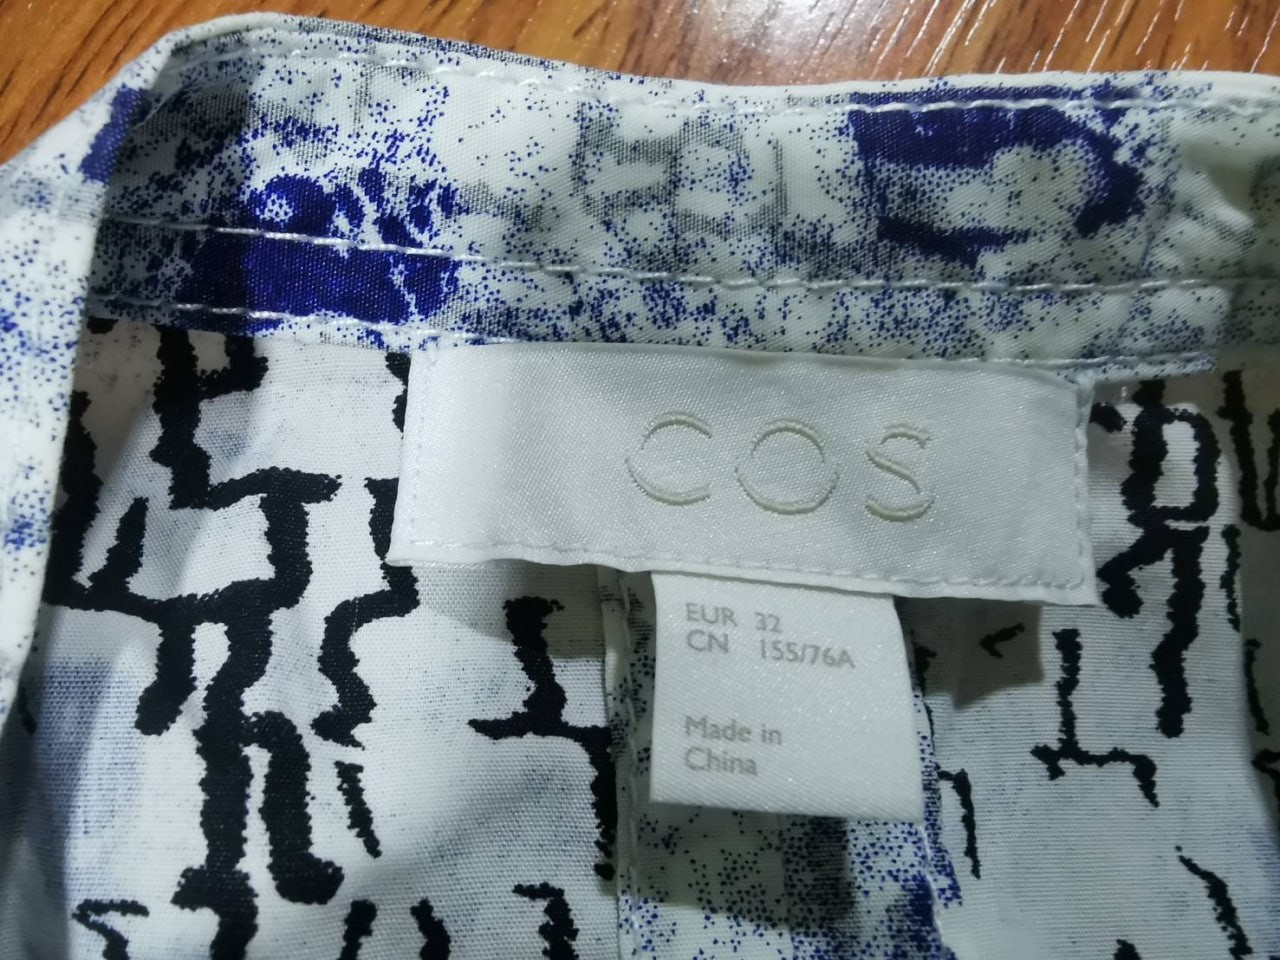 COS
EUR 32
CN 155/76A
Made in
China